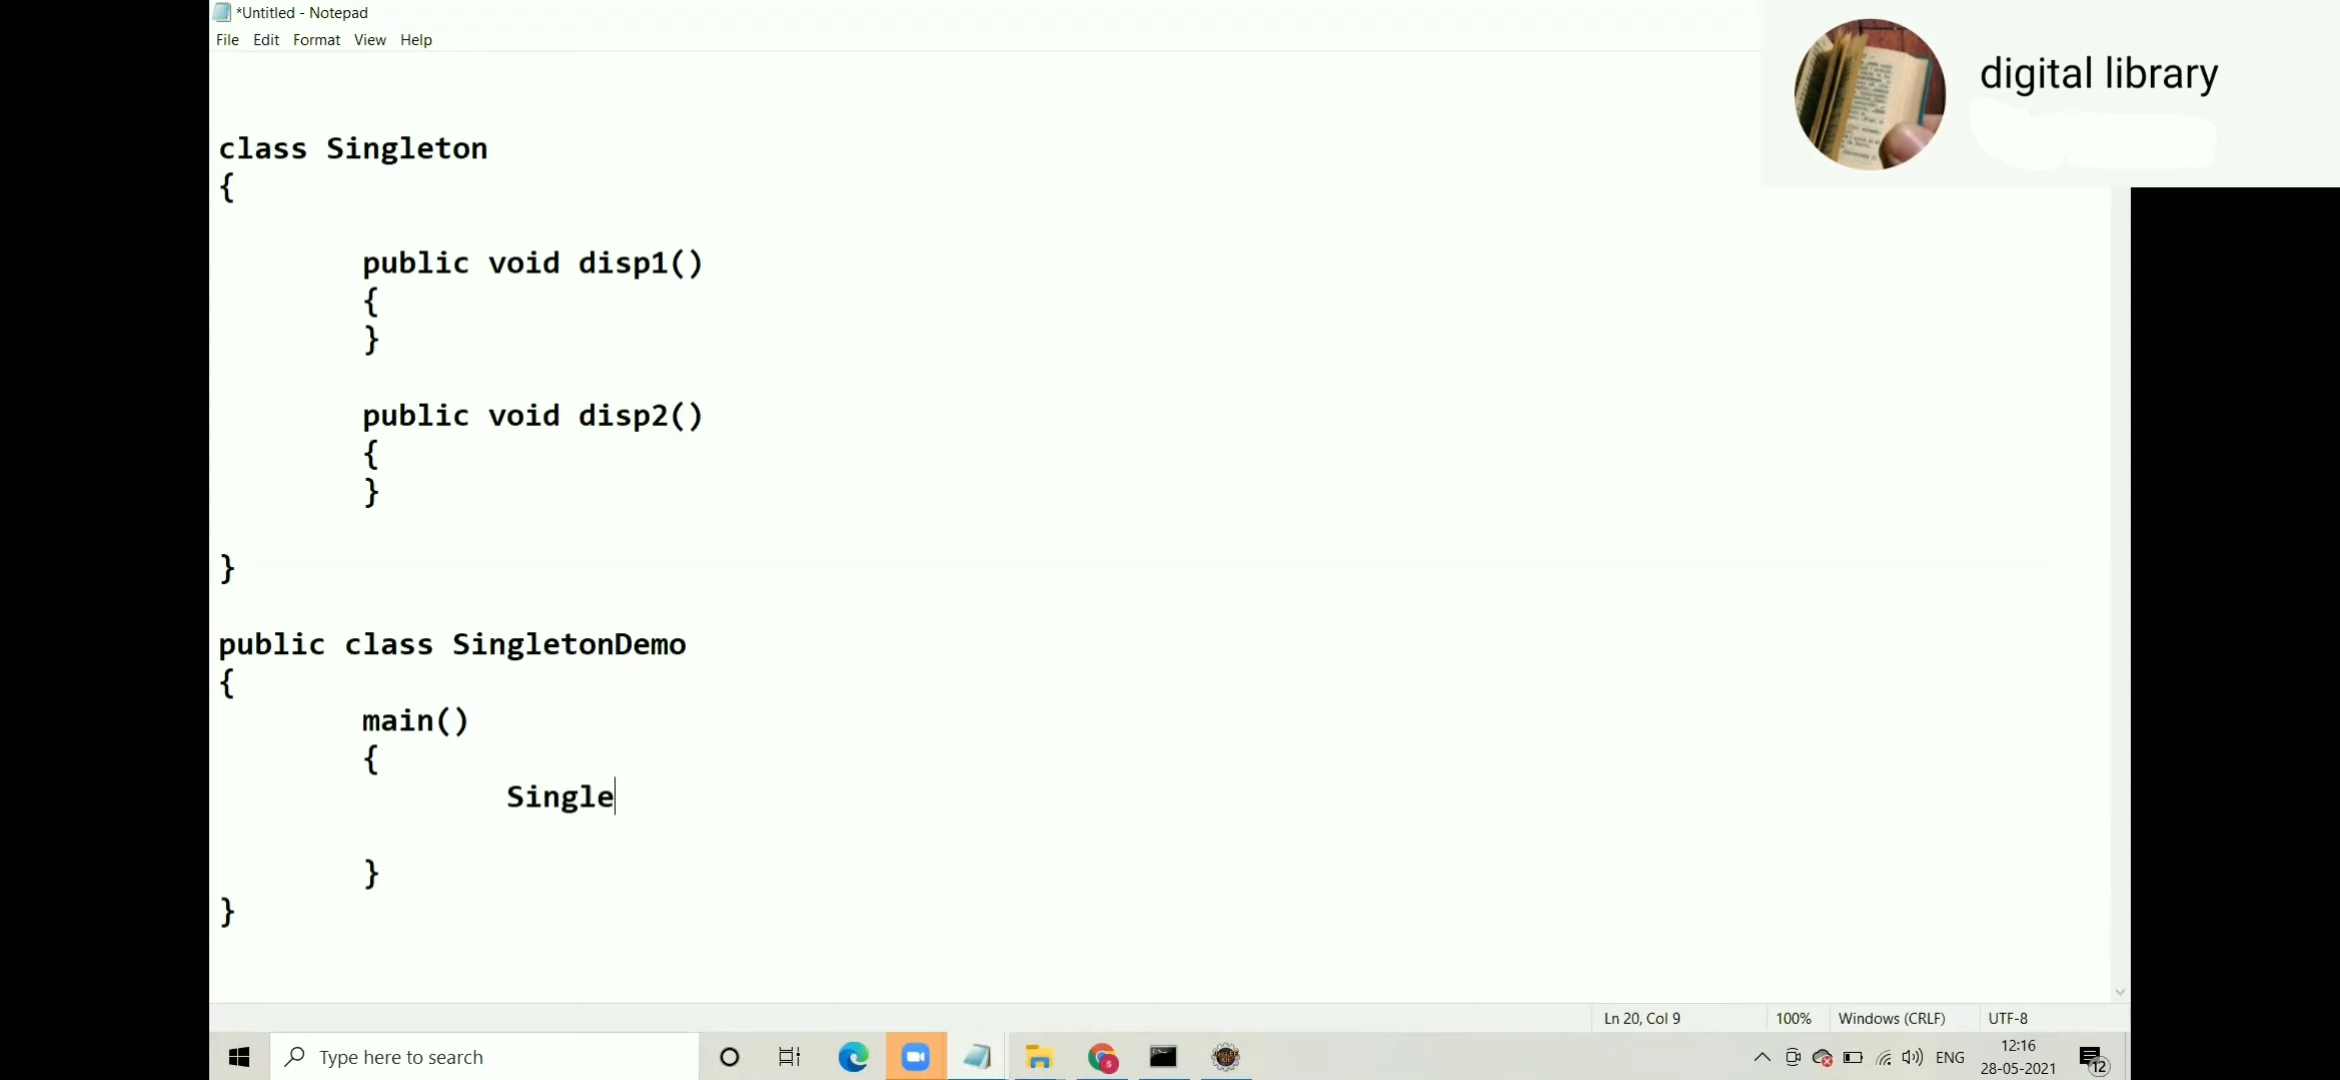 *Untitled - Notepad
File Edit Format View Help
digital library
class Singleton
{
public void disp1()
{
}
public void disp2()
{
}
}
public class SingletonDemo
{
main()
{
Single
}
}
Ln 20, Col 9 100% Windows (CRLF) UTF-8
Type here to search
ENG
12:16
28-05-2021
12